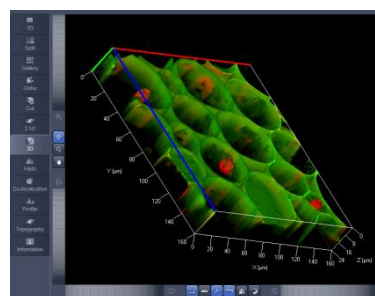 2D
Split
Gallery
Ortho
Cut
2.5D
3D
Histo
Co-localization
Profile
Topography
Information
0
20
40
60
80
100
120
140
160
Y [µm]
0
20
40
60
80
100
120
140
160
X [µm]
0
8
16
24
Z [µm]